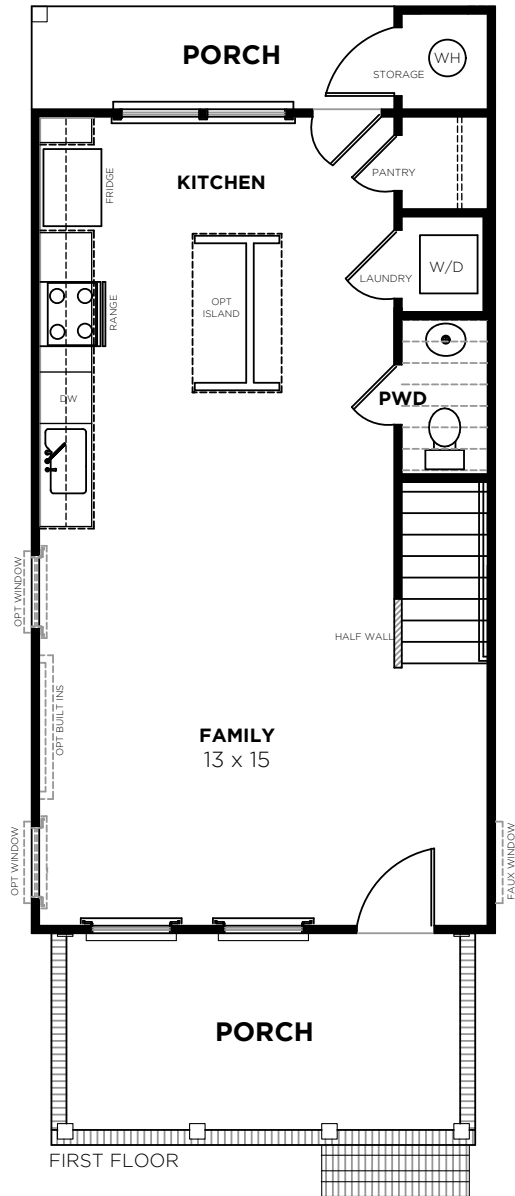 PORCH
WH
STORAGE
KITCHEN
FRIDGE
PANTRY
W/D
LAUNDRY
OPT
ISLAND
RANGE
DW
PWD
OPT WINDOW
HALF WALL
OPT BUILT INS
FAMILY
13 x 15
OPT WINDOW
FAUX WINDOW
PORCH
FIRST FLOOR